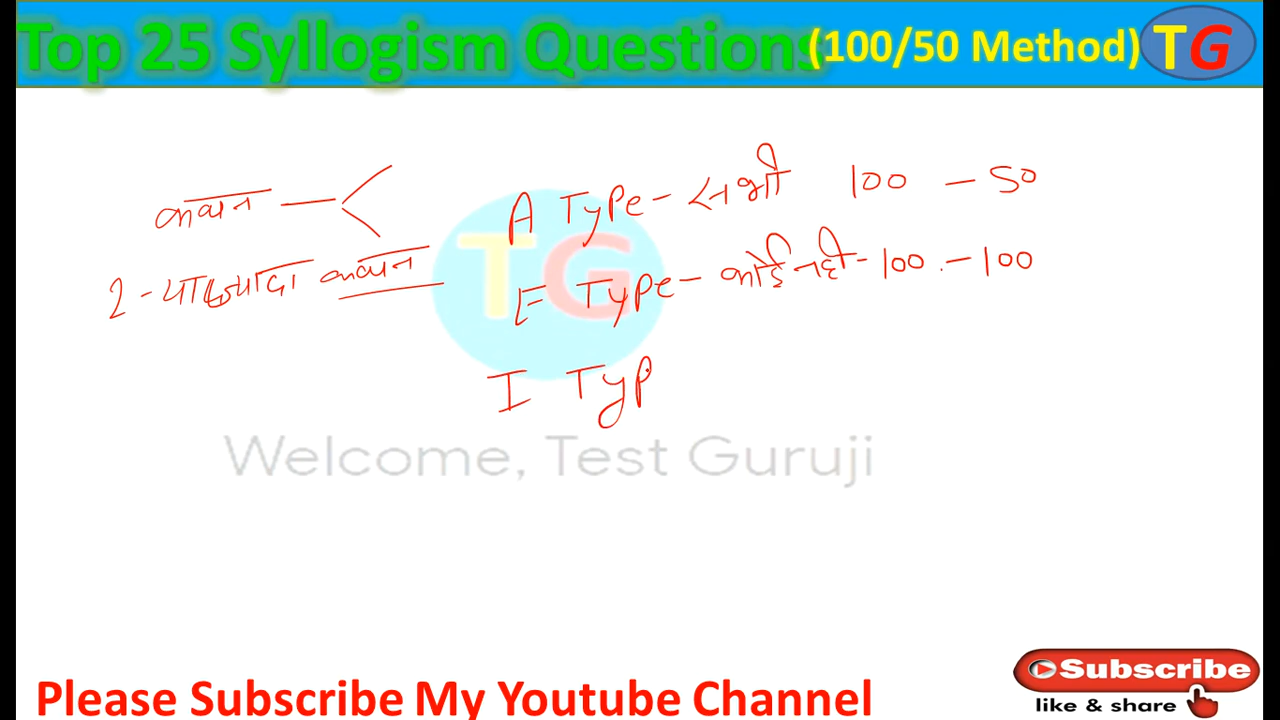 Top 25 Syllogism Questions (100/50 Method) TG
कथन
A Type - सभी 100 - 50
2 - या ज्यादा कथन
E Type - कोई नहीं - 100 - 100
I Typ
TG
Welcome, Test Guruji
Subscribe
like & share
Please Subscribe My Youtube Channel